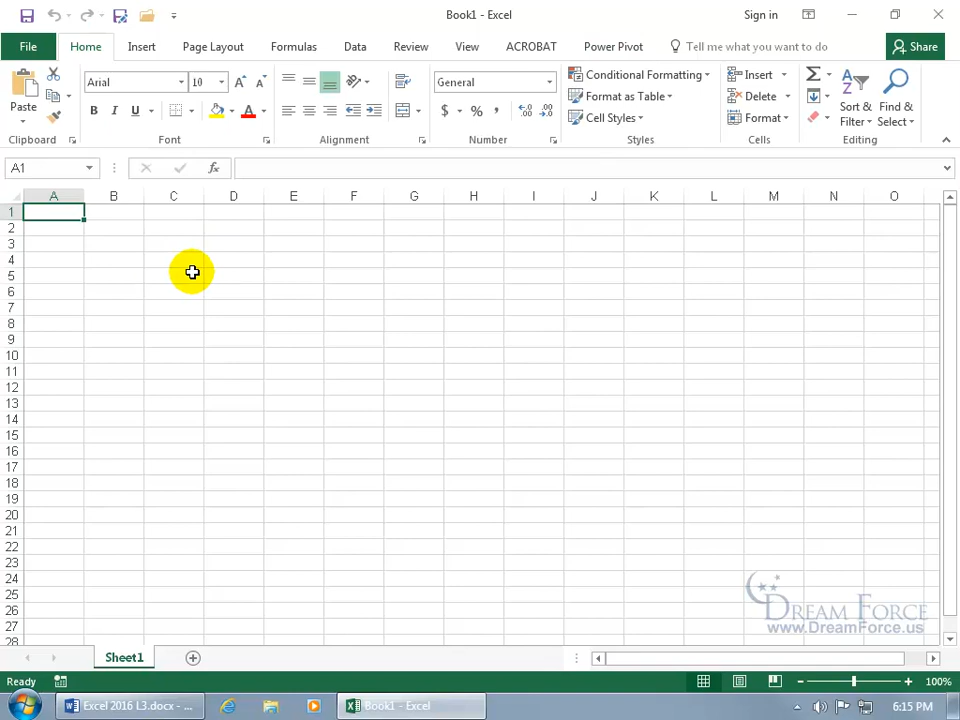 Book1 - Excel
Sign in
File Home Insert Page Layout Formulas Data Review View ACROBAT Power Pivot Tell me what you want to do Share
Arial 10 General Conditional Formatting Insert
Paste Format as Table Delete Sort & Find &
B I U $ % , .00 .0 Cell Styles Format Filter Select
Clipboard Font Alignment Number Styles Cells Editing
A1 fx
A B C D E F G H I J K L M N O
1
2
3
4
5
6
7
8
9
10
11
12
13
14
15
16
17
18
19
20
21
22
23
24
25
26
27
28
DREAM FORCE
www.DreamForce.us
Sheet1
Ready 100%
Excel 2016 L3.docx - ... Book1 - Excel 6:15 PM